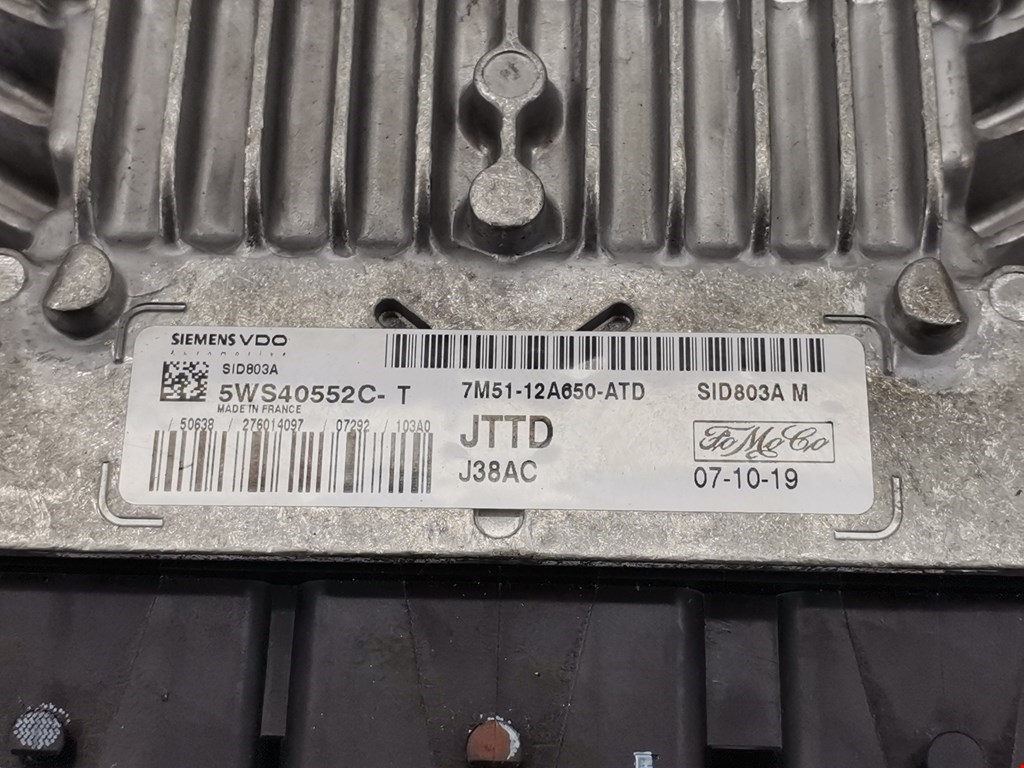 SIEMENS VDO
Automotive
SID803A
5WS40552C- T
MADE IN FRANCE
/ 50638 / 276014097 / 07292 / 103A0
7M51-12A650-ATD SID803A M
JTTD
FoMoCo
J38AC
07-10-19